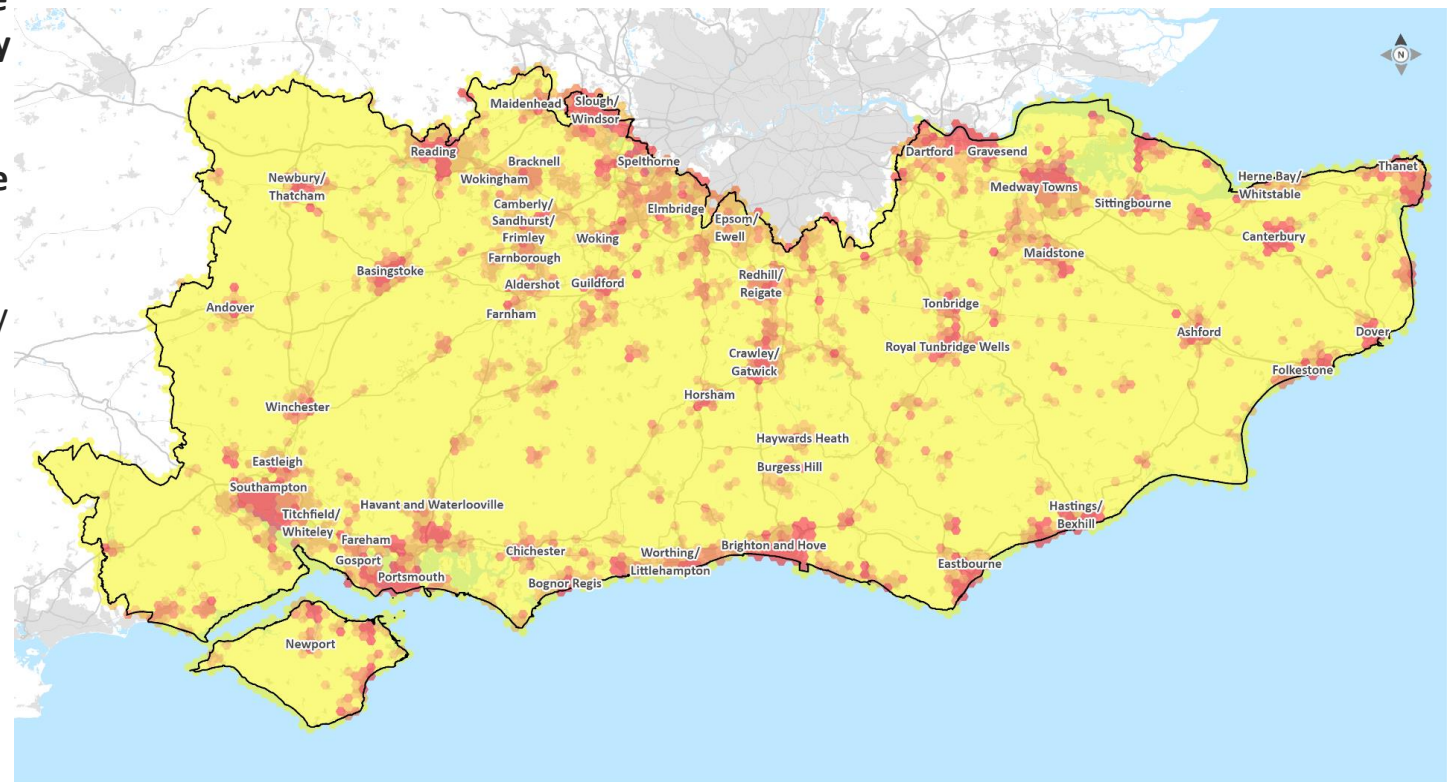 e
y
e
/
N
Maidenhead
Slough/
Windsor
Reading
Bracknell
Wokingham
Spelthorne
Dartford
Gravesend
Thanet
Newbury/
Thatcham
Medway Towns
Herne Bay/
Whitstable
Camberly/
Sandhurst/
Frimley
Elmbridge
Epsom/
Ewell
Sittingbourne
Woking
Canterbury
Farnborough
Maidstone
Basingstoke
Aldershot
Guildford
Redhill/
Reigate
Andover
Farnham
Tonbridge
Ashford
Dover
Royal Tunbridge Wells
Crawley/
Gatwick
Folkestone
Horsham
Winchester
Haywards Heath
Eastleigh
Burgess Hill
Southampton
Havant and Waterlooville
Titchfield/
Whiteley
Hastings/
Bexhill
Fareham
Gosport
Chichester
Worthing/
Littlehampton
Brighton and Hove
Portsmouth
Bognor Regis
Eastbourne
Newport